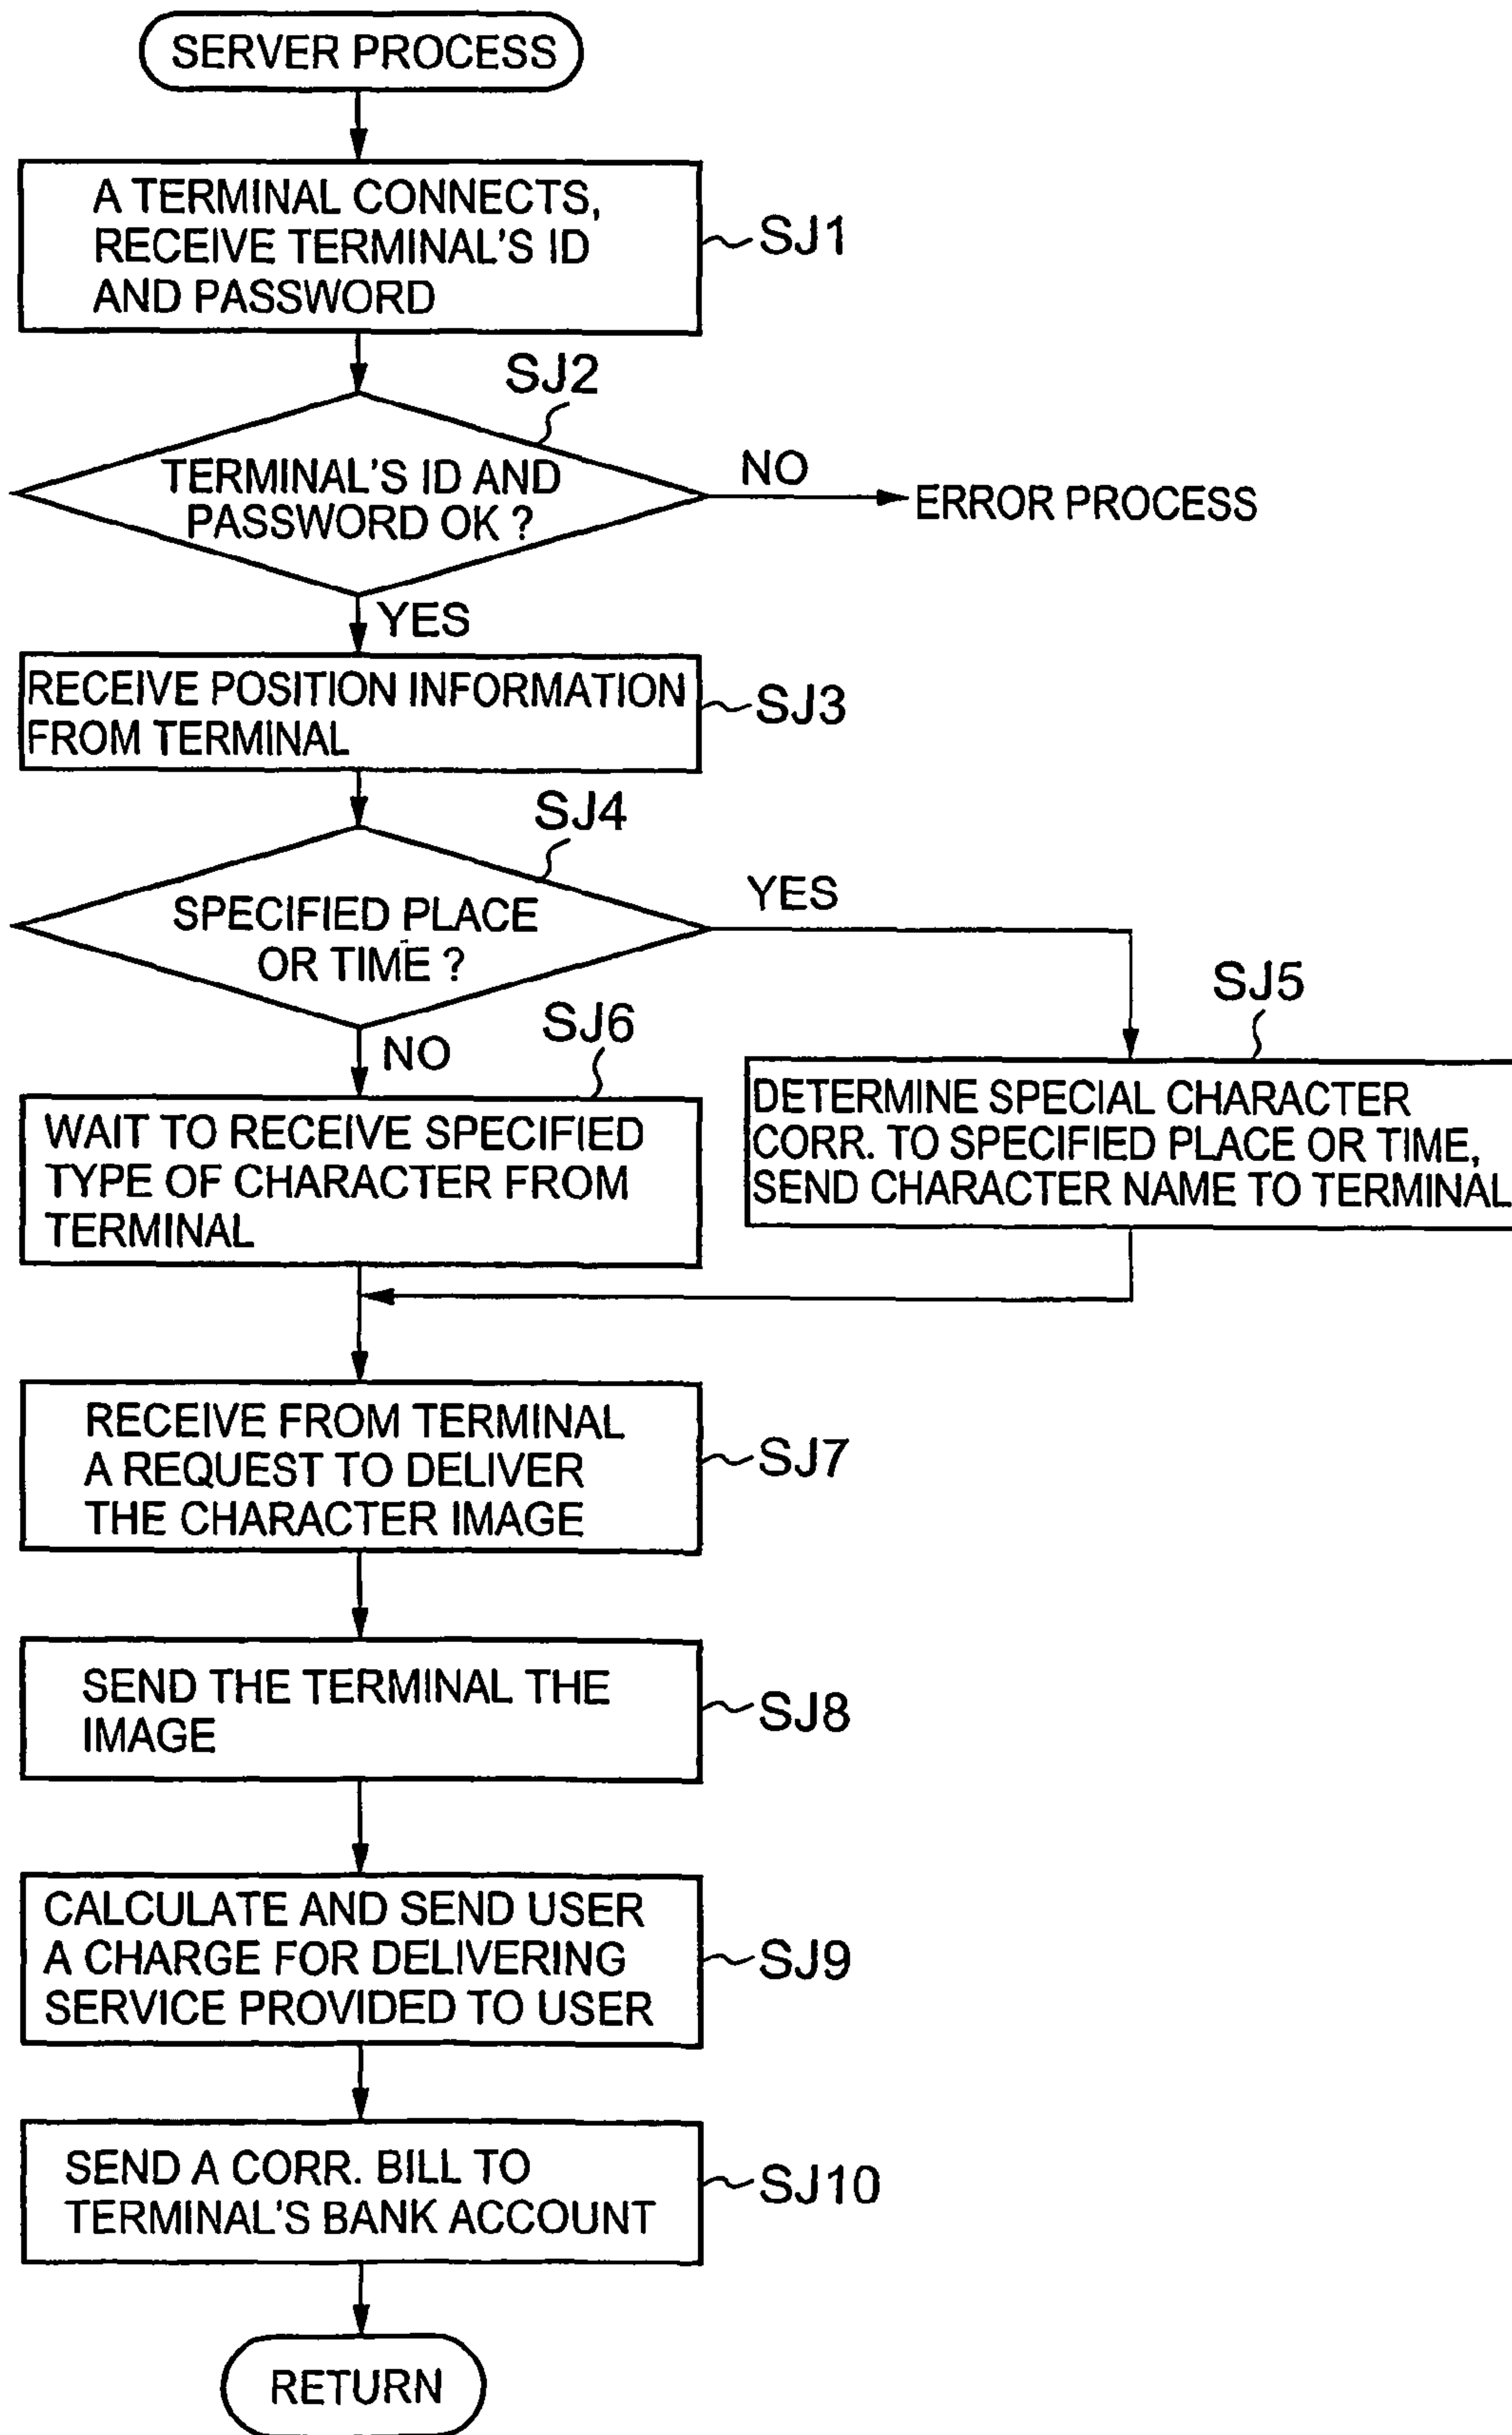 SERVER PROCESS
A TERMINAL CONNECTS,
RECEIVE TERMINAL'S ID
AND PASSWORD
SJ1
SJ2
TERMINAL'S ID AND
PASSWORD OK ?
NO
ERROR PROCESS
YES
RECEIVE POSITION INFORMATION
FROM TERMINAL
SJ3
SJ4
SPECIFIED PLACE
OR TIME ?
YES
SJ5
DETERMINE SPECIAL CHARACTER
CORR. TO SPECIFIED PLACE OR TIME,
SEND CHARACTER NAME TO TERMINAL
NO
SJ6
WAIT TO RECEIVE SPECIFIED
TYPE OF CHARACTER FROM
TERMINAL
RECEIVE FROM TERMINAL
A REQUEST TO DELIVER
THE CHARACTER IMAGE
SJ7
SEND THE TERMINAL THE
IMAGE
SJ8
CALCULATE AND SEND USER
A CHARGE FOR DELIVERING
SERVICE PROVIDED TO USER
SJ9
SEND A CORR. BILL TO
TERMINAL'S BANK ACCOUNT
SJ10
RETURN